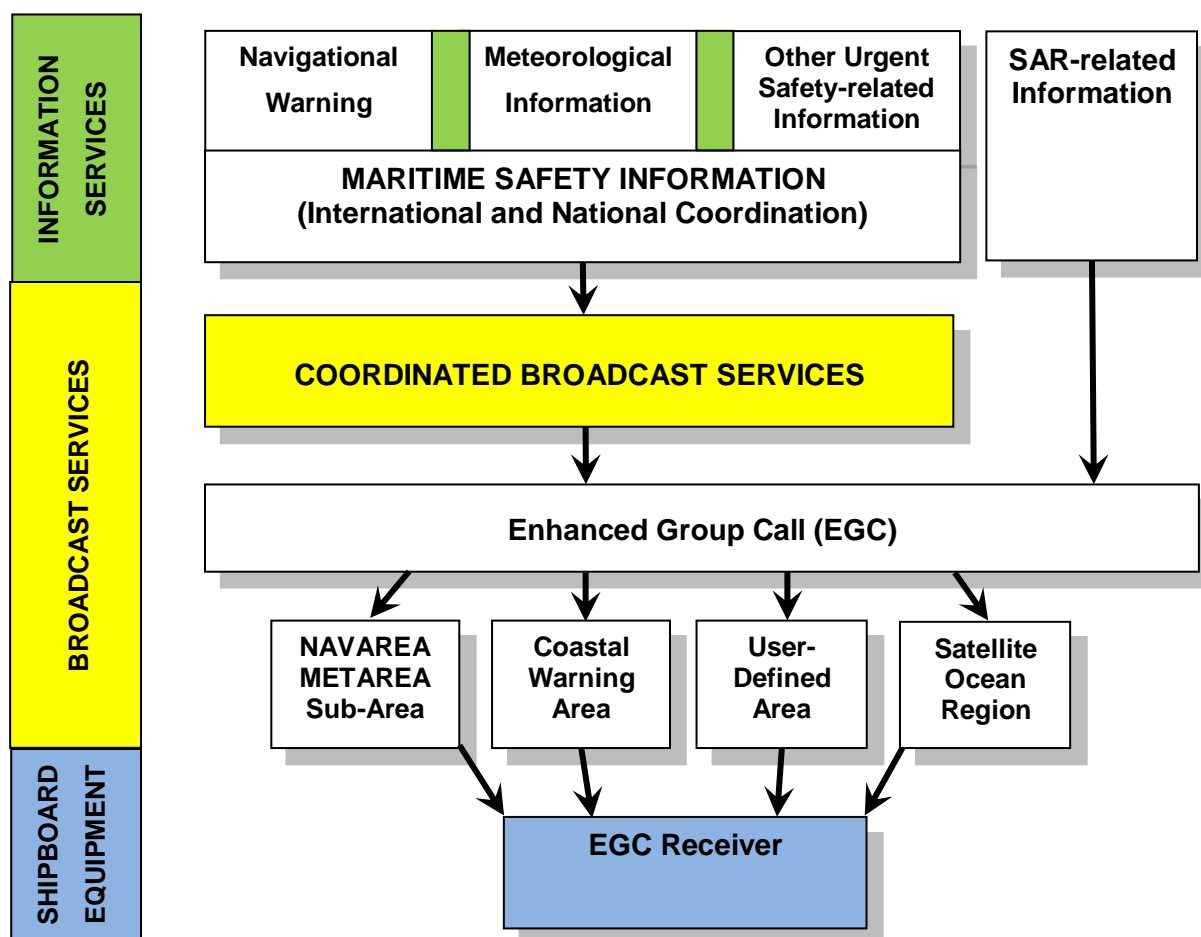 INFORMATION
SERVICES
Navigational
Warning
Meteorological
Information
Other Urgent
Safety-related
Information
SAR-related
Information
MARITIME SAFETY INFORMATION
(International and National Coordination)
BROADCAST SERVICES
COORDINATED BROADCAST SERVICES
Enhanced Group Call (EGC)
NAVAREA
METAREA
Sub-Area
Coastal
Warning
Area
User-
Defined
Area
Satellite
Ocean
Region
SHIPBOARD
EQUIPMENT
EGC Receiver